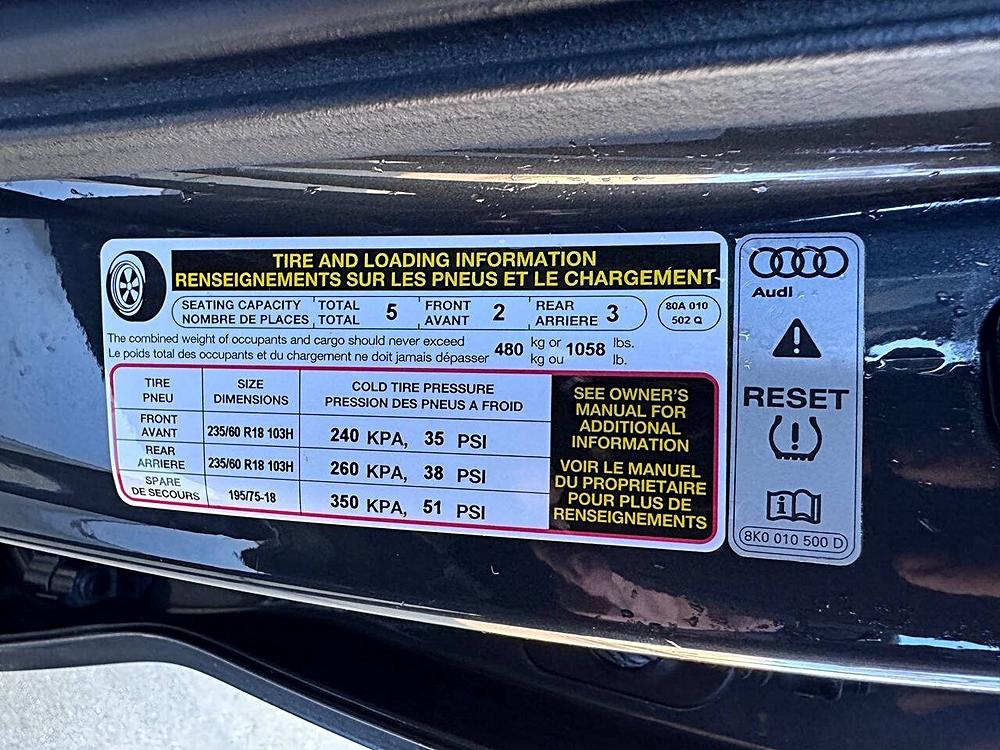 TIRE AND LOADING INFORMATION
RENSEIGNEMENTS SUR LES PNEUS ET LE CHARGEMENT
SEATING CAPACITY TOTAL 5 FRONT 2 REAR 3
NOMBRE DE PLACES TOTAL AVANT ARRIERE
80A 010
502 Q
The combined weight of occupants and cargo should never exceed 480 kg or 1058 lbs.
Le poids total des occupants et du chargement ne doit jamais dépasser kg ou lb.
TIRE SIZE COLD TIRE PRESSURE
PNEU DIMENSIONS PRESSION DES PNEUS A FROID
FRONT
AVANT 235/60 R18 103H 240 KPA, 35 PSI
REAR
ARRIERE 235/60 R18 103H 260 KPA, 38 PSI
SPARE
DE SECOURS 195/75-18 350 KPA, 51 PSI
SEE OWNER'S
MANUAL FOR
ADDITIONAL
INFORMATION
VOIR LE MANUEL
DU PROPRIETAIRE
POUR PLUS DE
RENSEIGNEMENTS
Audi
RESET
8K0 010 500 D